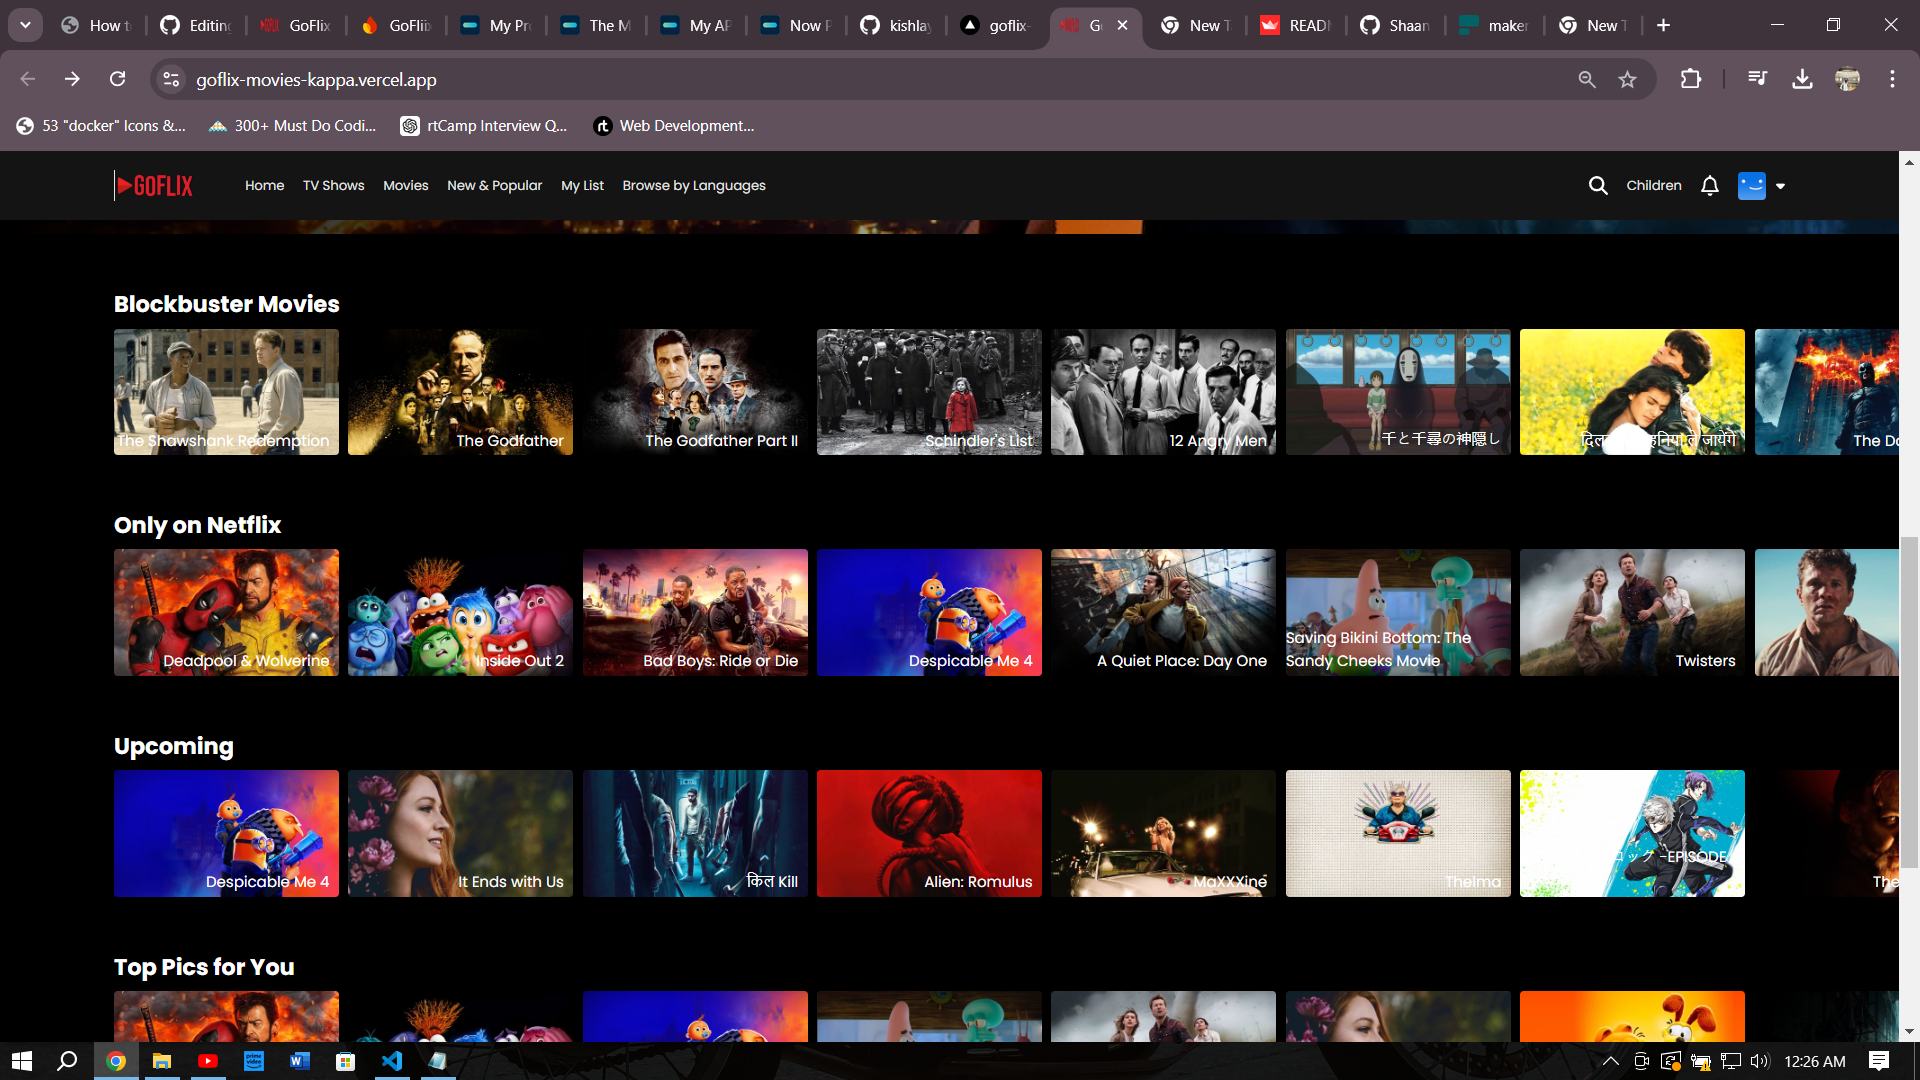 How t
Editing
GoFlix
GoFlix
My Pr
The M
My AP
Now P
kishlay
goflix-
G
New T
READ
Shaan
maker
New T
goflix-movies-kappa.vercel.app
53 "docker" Icons &...
300+ Must Do Codi...
rtCamp Interview Q...
Web Development...
GOFLIX
Home
TV Shows
Movies
New & Popular
My List
Browse by Languages
Children
Blockbuster Movies
The Shawshank Redemption
The Godfather
The Godfather Part II
Schindler's List
12 Angry Men
千と千尋の神隠し
ले जायेंगे
The Da
Only on Netflix
Deadpool & Wolverine
Inside Out 2
Bad Boys: Ride or Die
Despicable Me 4
A Quiet Place: Day One
Saving Bikini Bottom: The
Sandy Cheeks Movie
Twisters
Upcoming
Despicable Me 4
It Ends with Us
किल Kill
Alien: Romulus
MaXXXine
Thelma
-EPISODE
The
Top Pics for You
12:26 AM